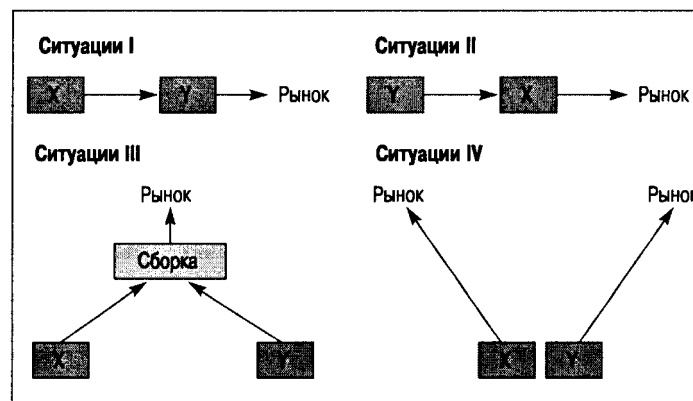 Ситуации I
X Y Рынок
Ситуации II
Y X Рынок
Ситуации III
Рынок
Сборка
X Y
Ситуации IV
Рынок Рынок
X Y